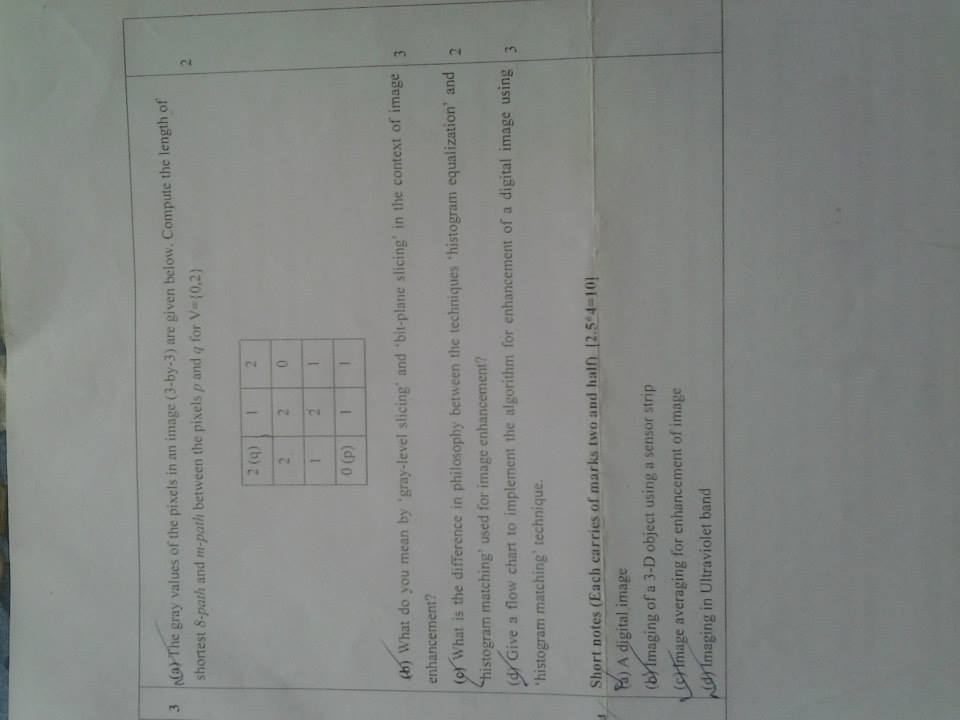 3 (a) The gray values of the pixels in an image (3-by-3) are given below. Compute the length of 2
shortest 8-path and m-path between the pixels p and q for V={0,2}
2 (q) 1 2
2 2 0
1 2 1
0 (p) 1 1
(b) What do you mean by 'gray-level slicing' and 'bit-plane slicing' in the context of image 3
enhancement?
(c) What is the difference in philosophy between the techniques 'histogram equalization' and 2
'histogram matching' used for image enhancement?
(d) Give a flow chart to implement the algorithm for enhancement of a digital image using 3
'histogram matching' technique.
4 Short notes (Each carries of marks two and half) [2.5*4=10]
(a) A digital image
(b) Imaging of a 3-D object using a sensor strip
(c) Image averaging for enhancement of image
(d) Imaging in Ultraviolet band